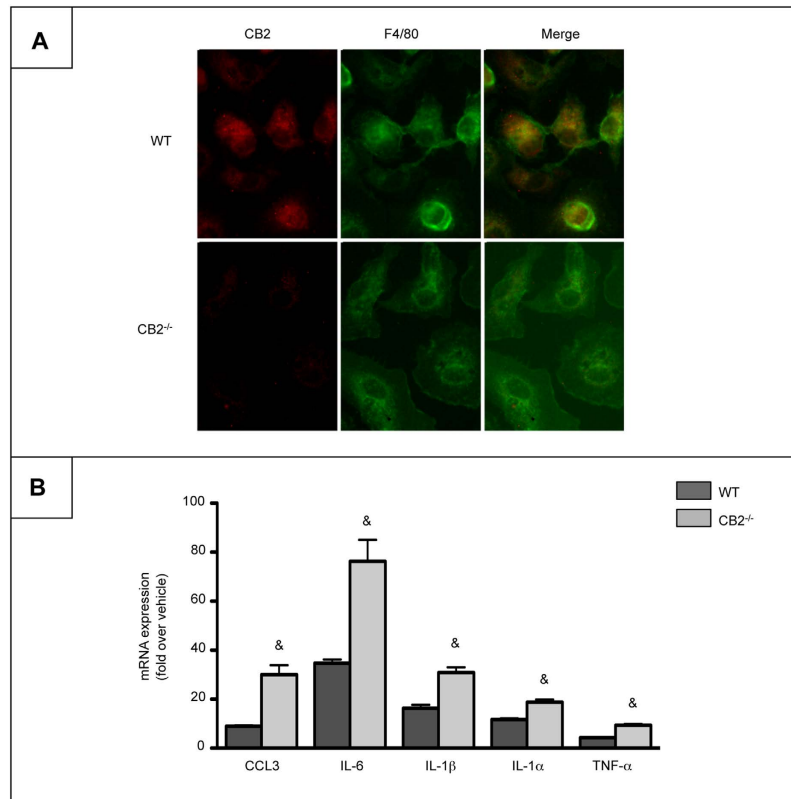 A
CB2 F4/80 Merge
WT
CB2-/-
B
WT
CB2-/-
mRNA expression
(fold over vehicle)
100
80
60
40
20
0
& & & & &
CCL3 IL-6 IL-1β IL-1α TNF-α